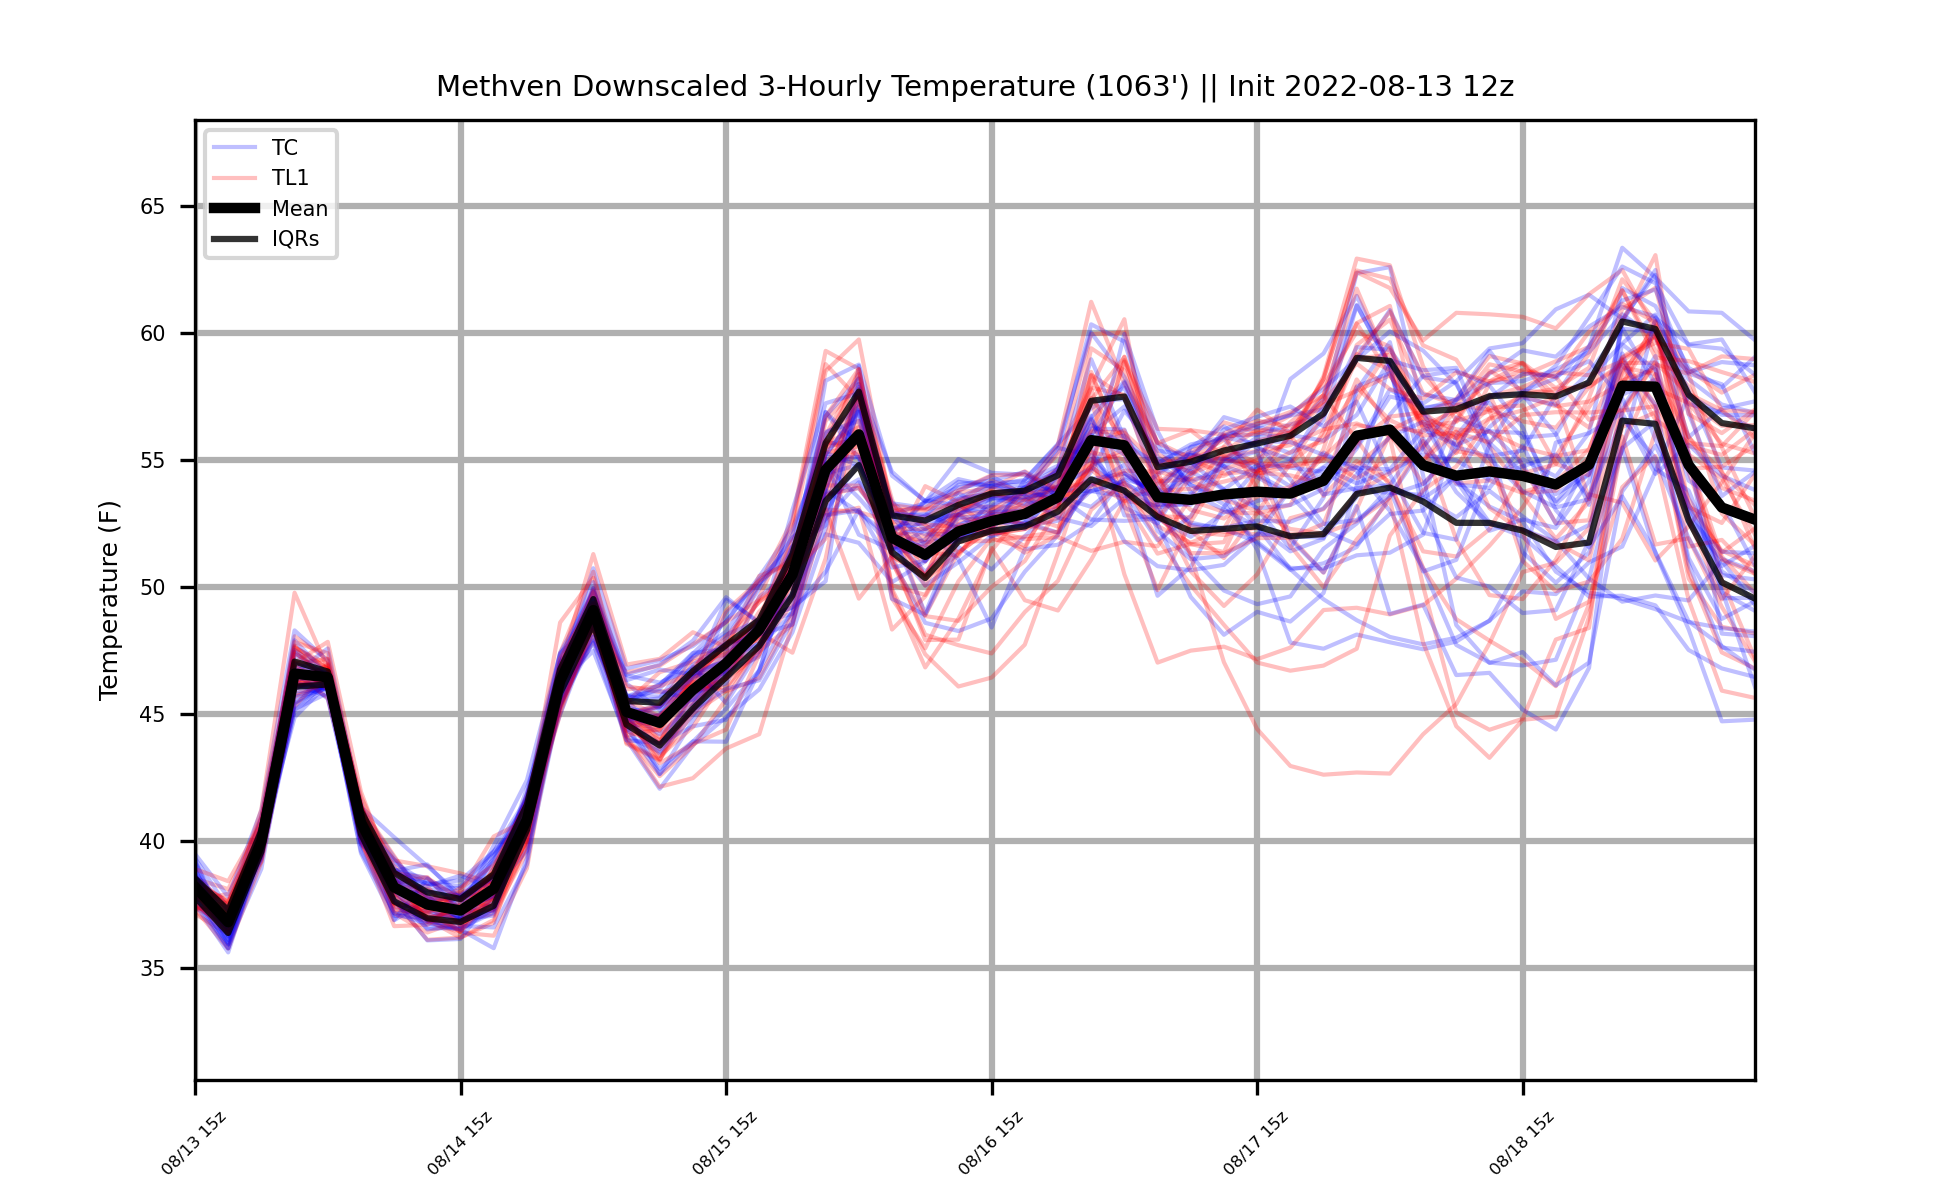 Methven Downscaled 3-Hourly Temperature (1063') || Init 2022-08-13 12z
TC
TL1
Mean
IQRs
Temperature (F)
65
60
55
50
45
40
35
08/13 15z
08/14 15z
08/15 15z
08/16 15z
08/17 15z
08/18 15z